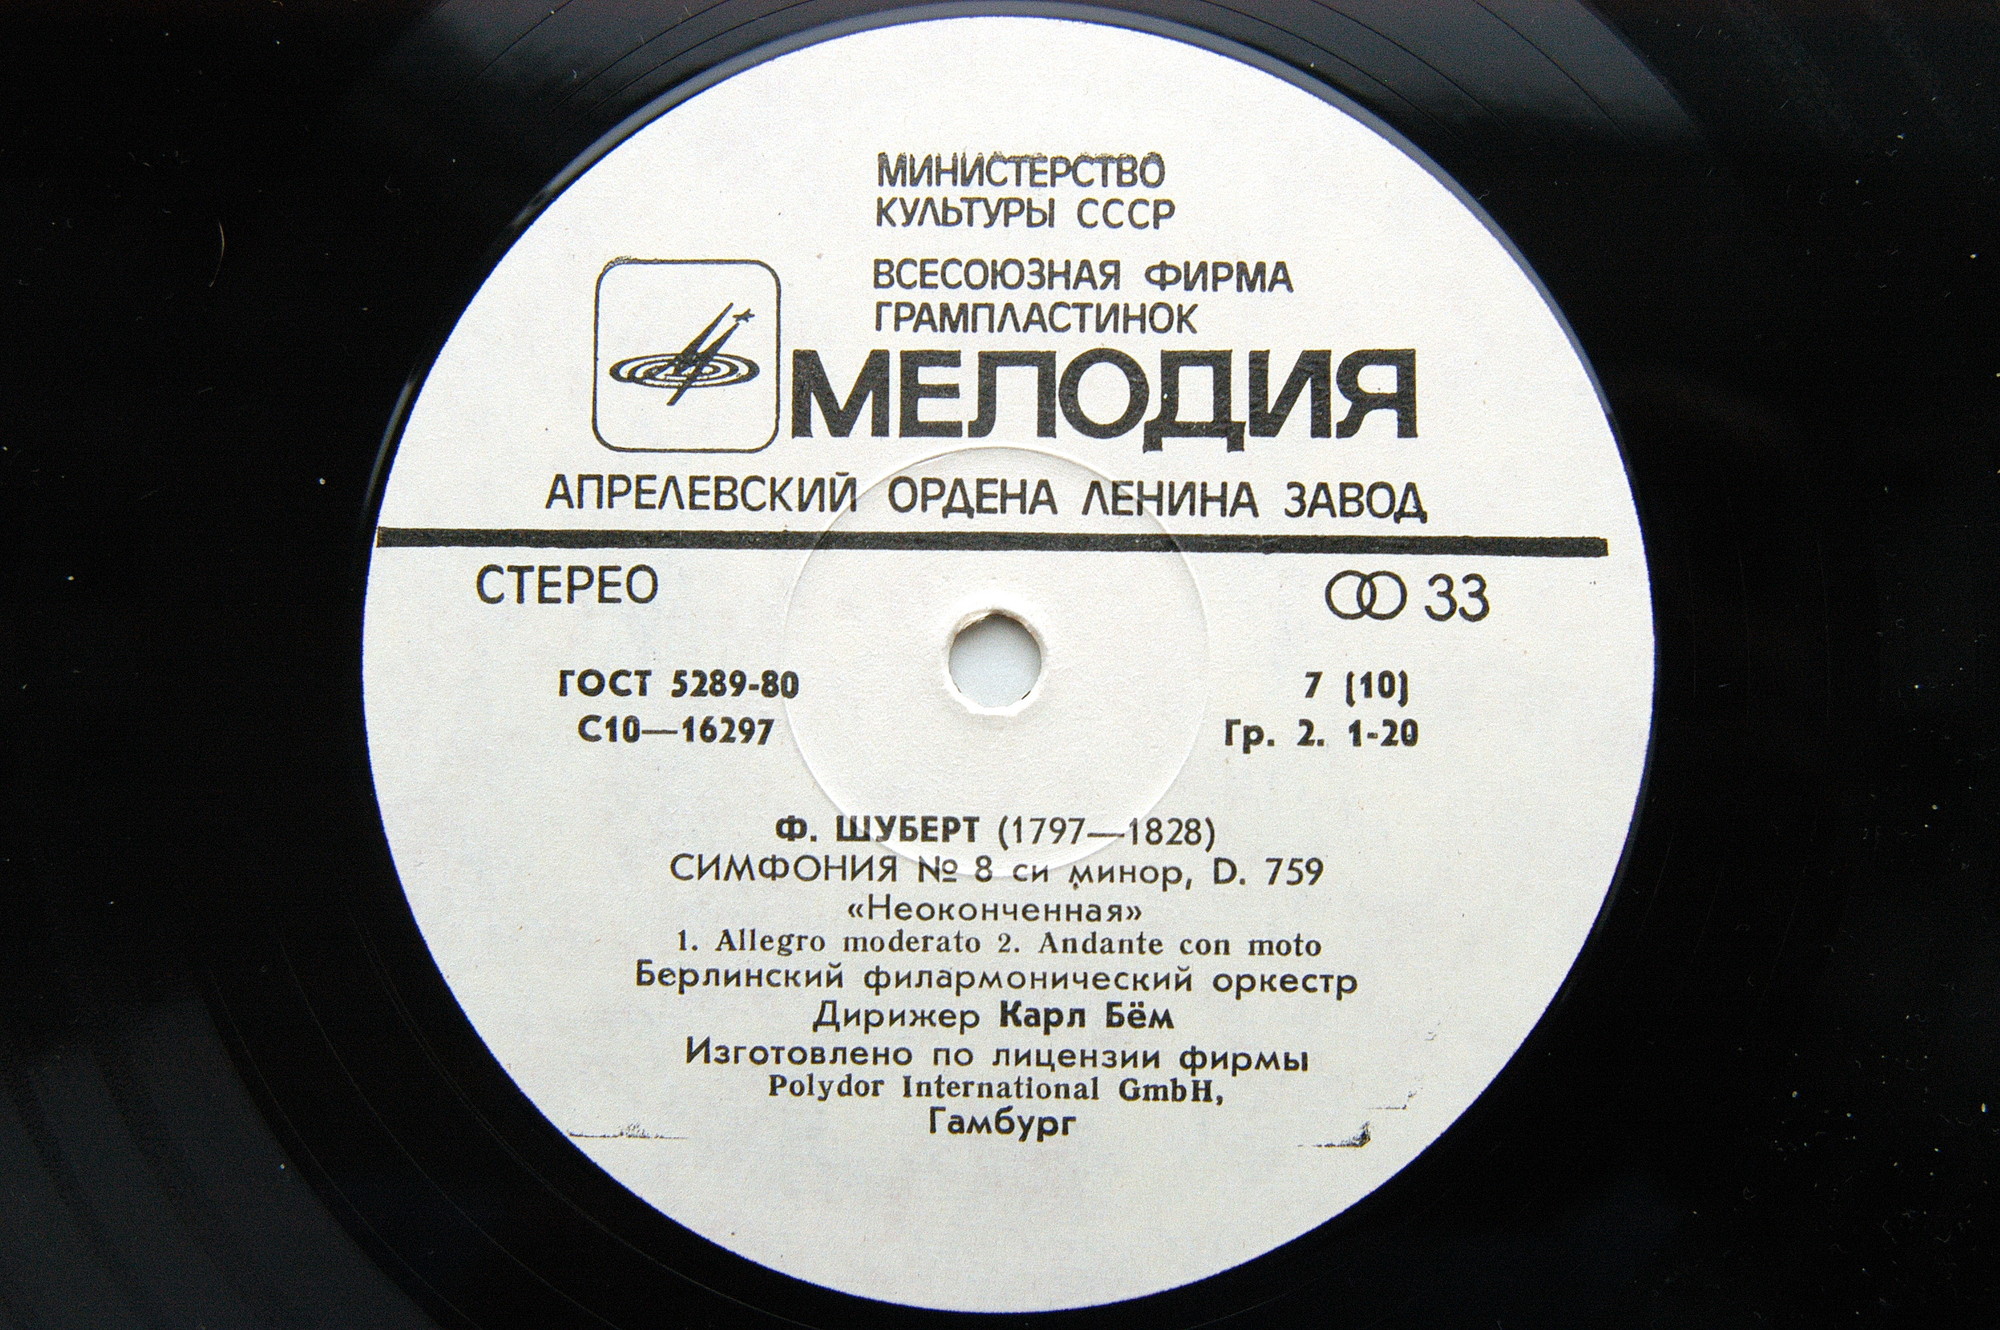 МИНИСТЕРСТВО
КУЛЬТУРЫ СССР
ВСЕСОЮЗНАЯ ФИРМА
ГРАМПЛАСТИНОК
МЕЛОДИЯ
АПРЕЛЕВСКИЙ ОРДЕНА ЛЕНИНА ЗАВОД
СТЕРЕО 33
ГОСТ 5289-80 7 (10)
С10—16297 Гр. 2. 1-20
Ф. ШУБЕРТ (1797—1828)
СИМФОНИЯ № 8 си минор, D. 759
«Неоконченная»
1. Allegro moderato 2. Andante con moto
Берлинский филармонический оркестр
Дирижер Карл Бём
Изготовлено по лицензии фирмы
Polydor International GmbH,
Гамбург